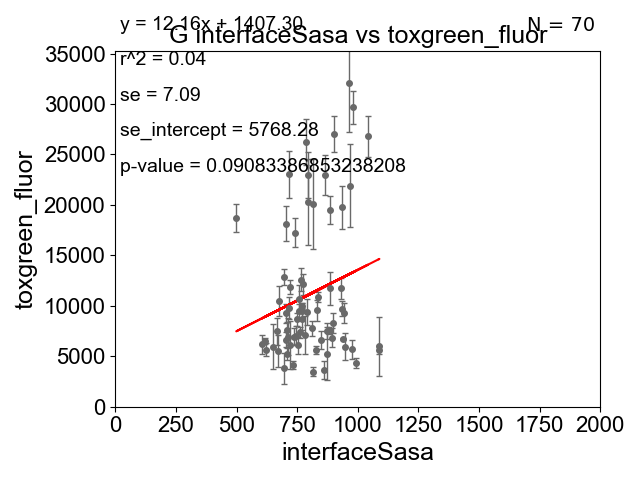 y = 12.16x + 1407.30
N = 70
G interfaceSasa vs toxgreen_fluor
r^2 = 0.04
se = 7.09
se_intercept = 5768.28
p-value = 0.09083386853238208
35000
30000
25000
20000
15000
10000
5000
0
toxgreen_fluor
0 250 500 750 1000 1250 1500 1750 2000
interfaceSasa